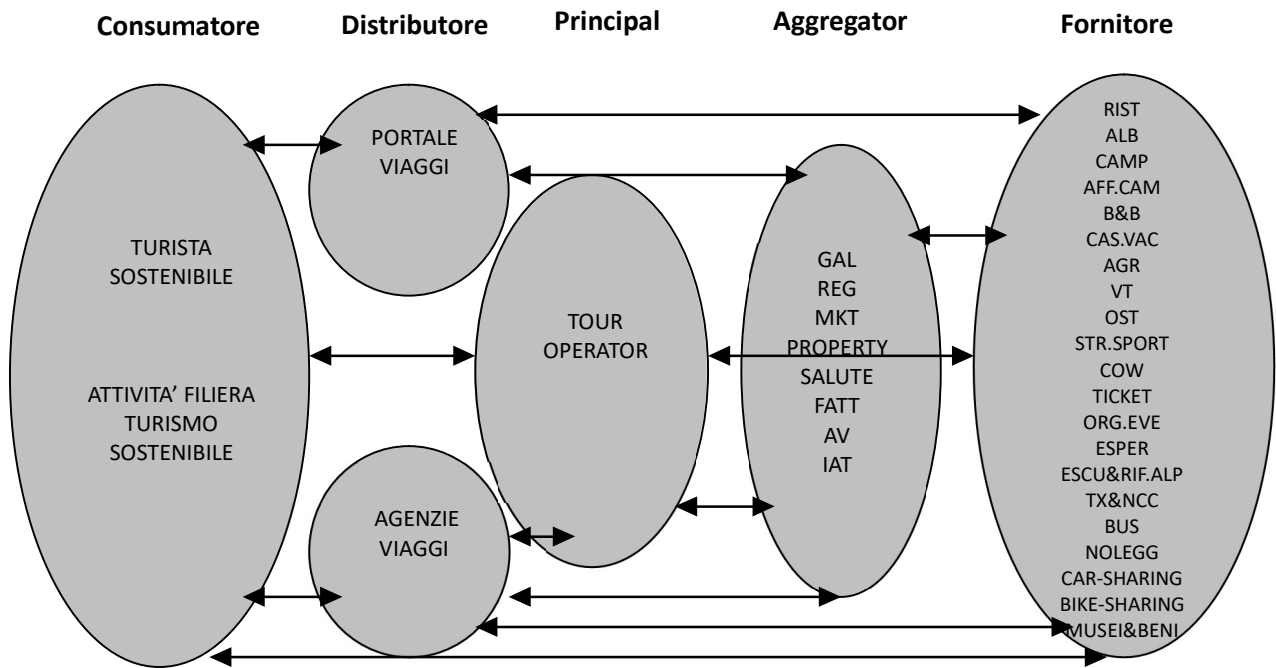 Consumatore
Distributore
Principal
Aggregator
Fornitore
TURISTA
SOSTENIBILE
ATTIVITA’ FILIERA
TURISMO
SOSTENIBILE
PORTALE
VIAGGI
AGENZIE
VIAGGI
TOUR
OPERATOR
GAL
REG
MKT
PROPERTY
SALUTE
FATT
AV
IAT
RIST
ALB
CAMP
AFF.CAM
B&B
CAS.VAC
AGR
VT
OST
STR.SPORT
COW
TICKET
ORG.EVE
ESPER
ESCU&RIF.ALP
TX&NCC
BUS
NOLEGG
CAR-SHARING
BIKE-SHARING
MUSEI&BENI